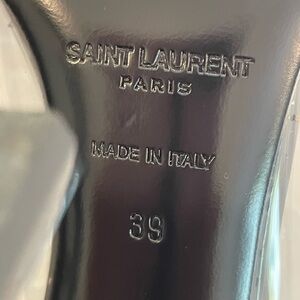 SAINT LAURENT
PARIS
MADE IN ITALY
39